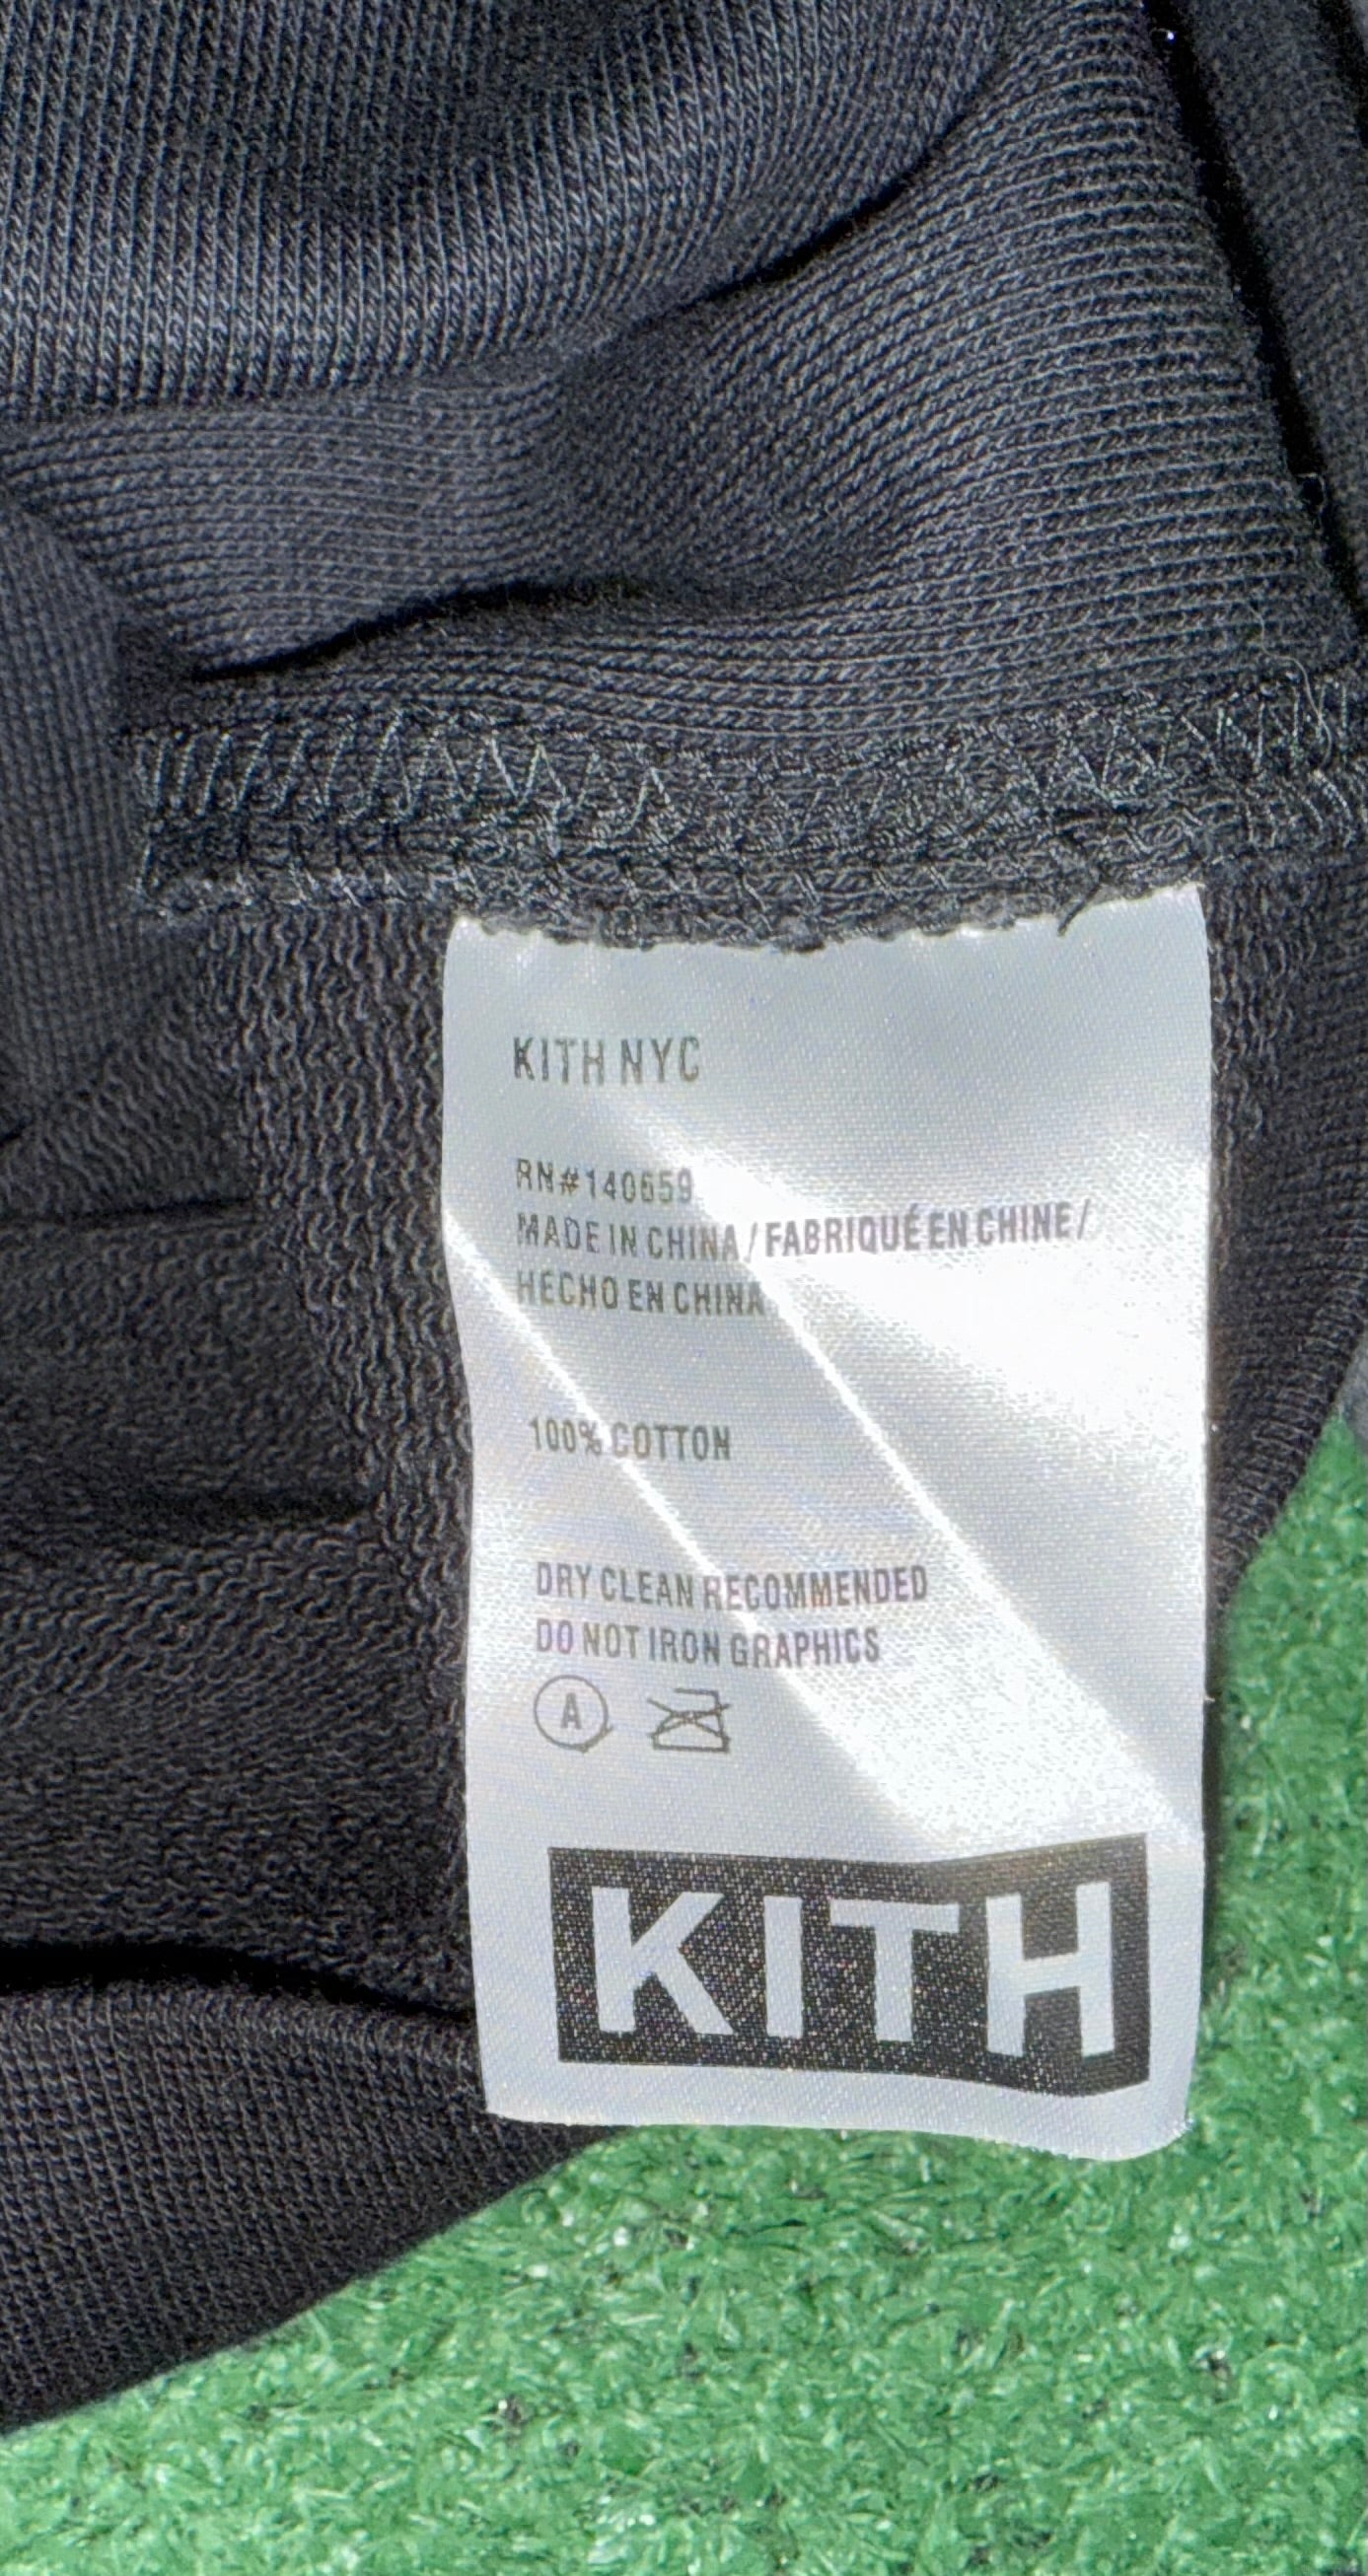 KITH NYC
RN#140659
MADE IN CHINA / FABRIQUÉ EN CHINE /
HECHO EN CHINA
100% COTTON
DRY CLEAN RECOMMENDED
DO NOT IRON GRAPHICS
A
KITH